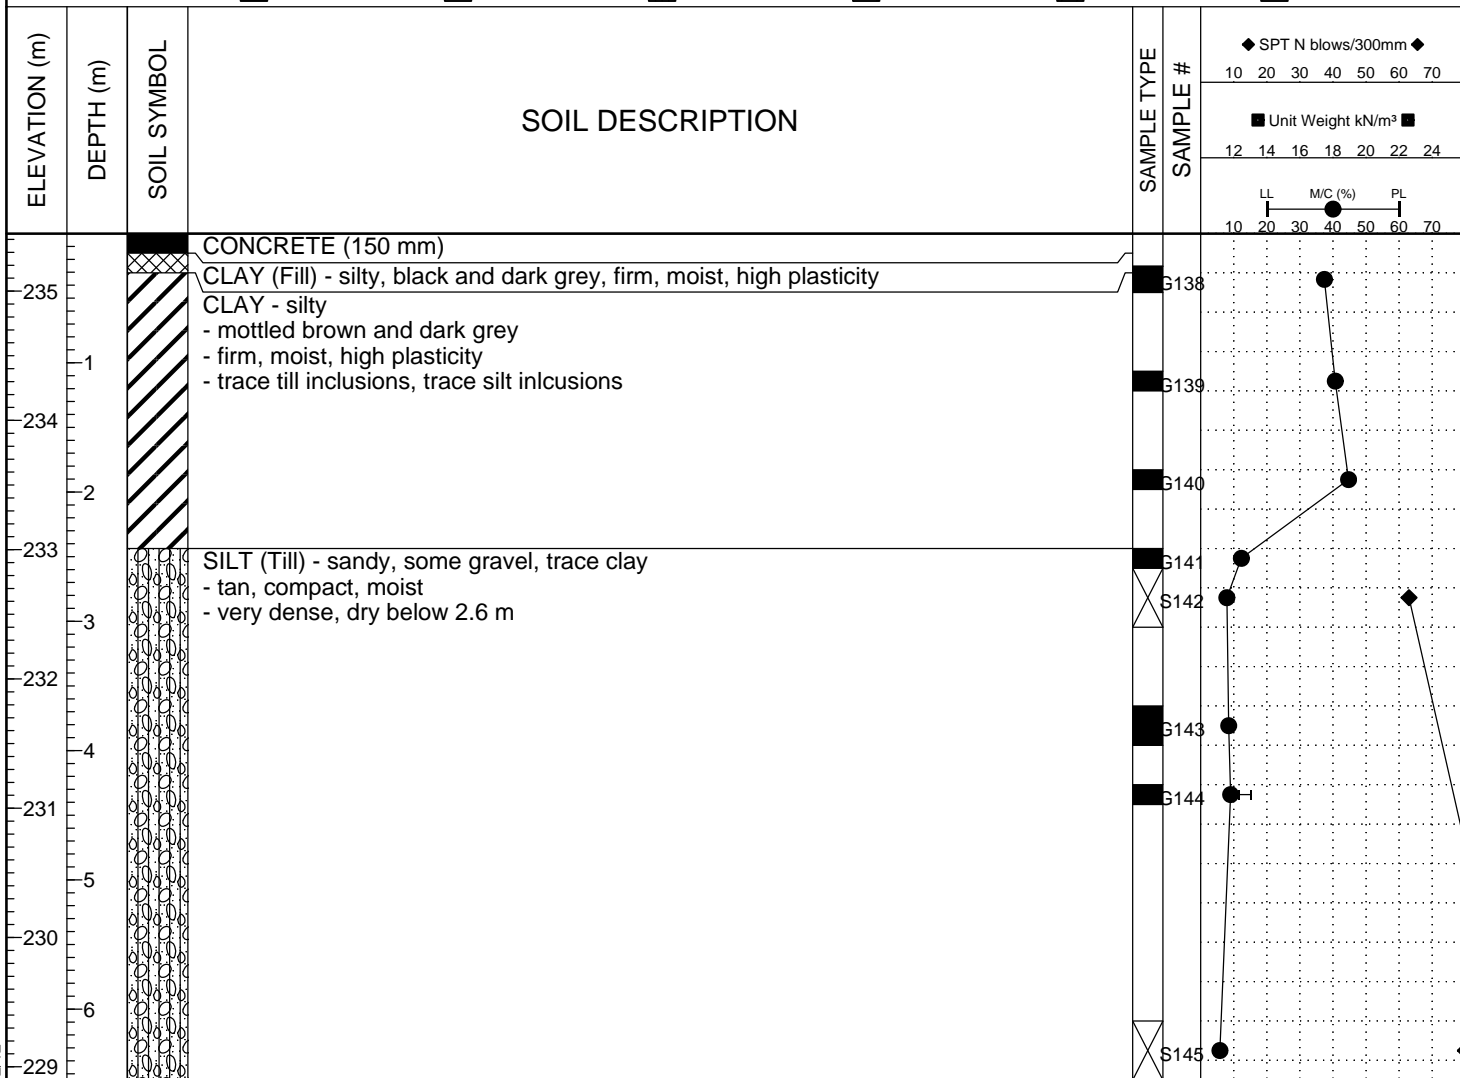 ELEVATION (m)
DEPTH (m)
SOIL SYMBOL
SOIL DESCRIPTION
SAMPLE TYPE
SAMPLE #
SPT N blows/300mm
10 20 30 40 50 60 70
Unit Weight kN/m³
12 14 16 18 20 22 24
LL M/C (%) PL
10 20 30 40 50 60 70
CONCRETE (150 mm)
CLAY (Fill) - silty, black and dark grey, firm, moist, high plasticity
G138
235
CLAY - silty
- mottled brown and dark grey
- firm, moist, high plasticity
1
- trace till inclusions, trace silt inlcusions
G139
234
G140
2
233
SILT (Till) - sandy, some gravel, trace clay
G141
- tan, compact, moist
S142
- very dense, dry below 2.6 m
3
232
G143
4
G144
231
5
230
6
S145
229